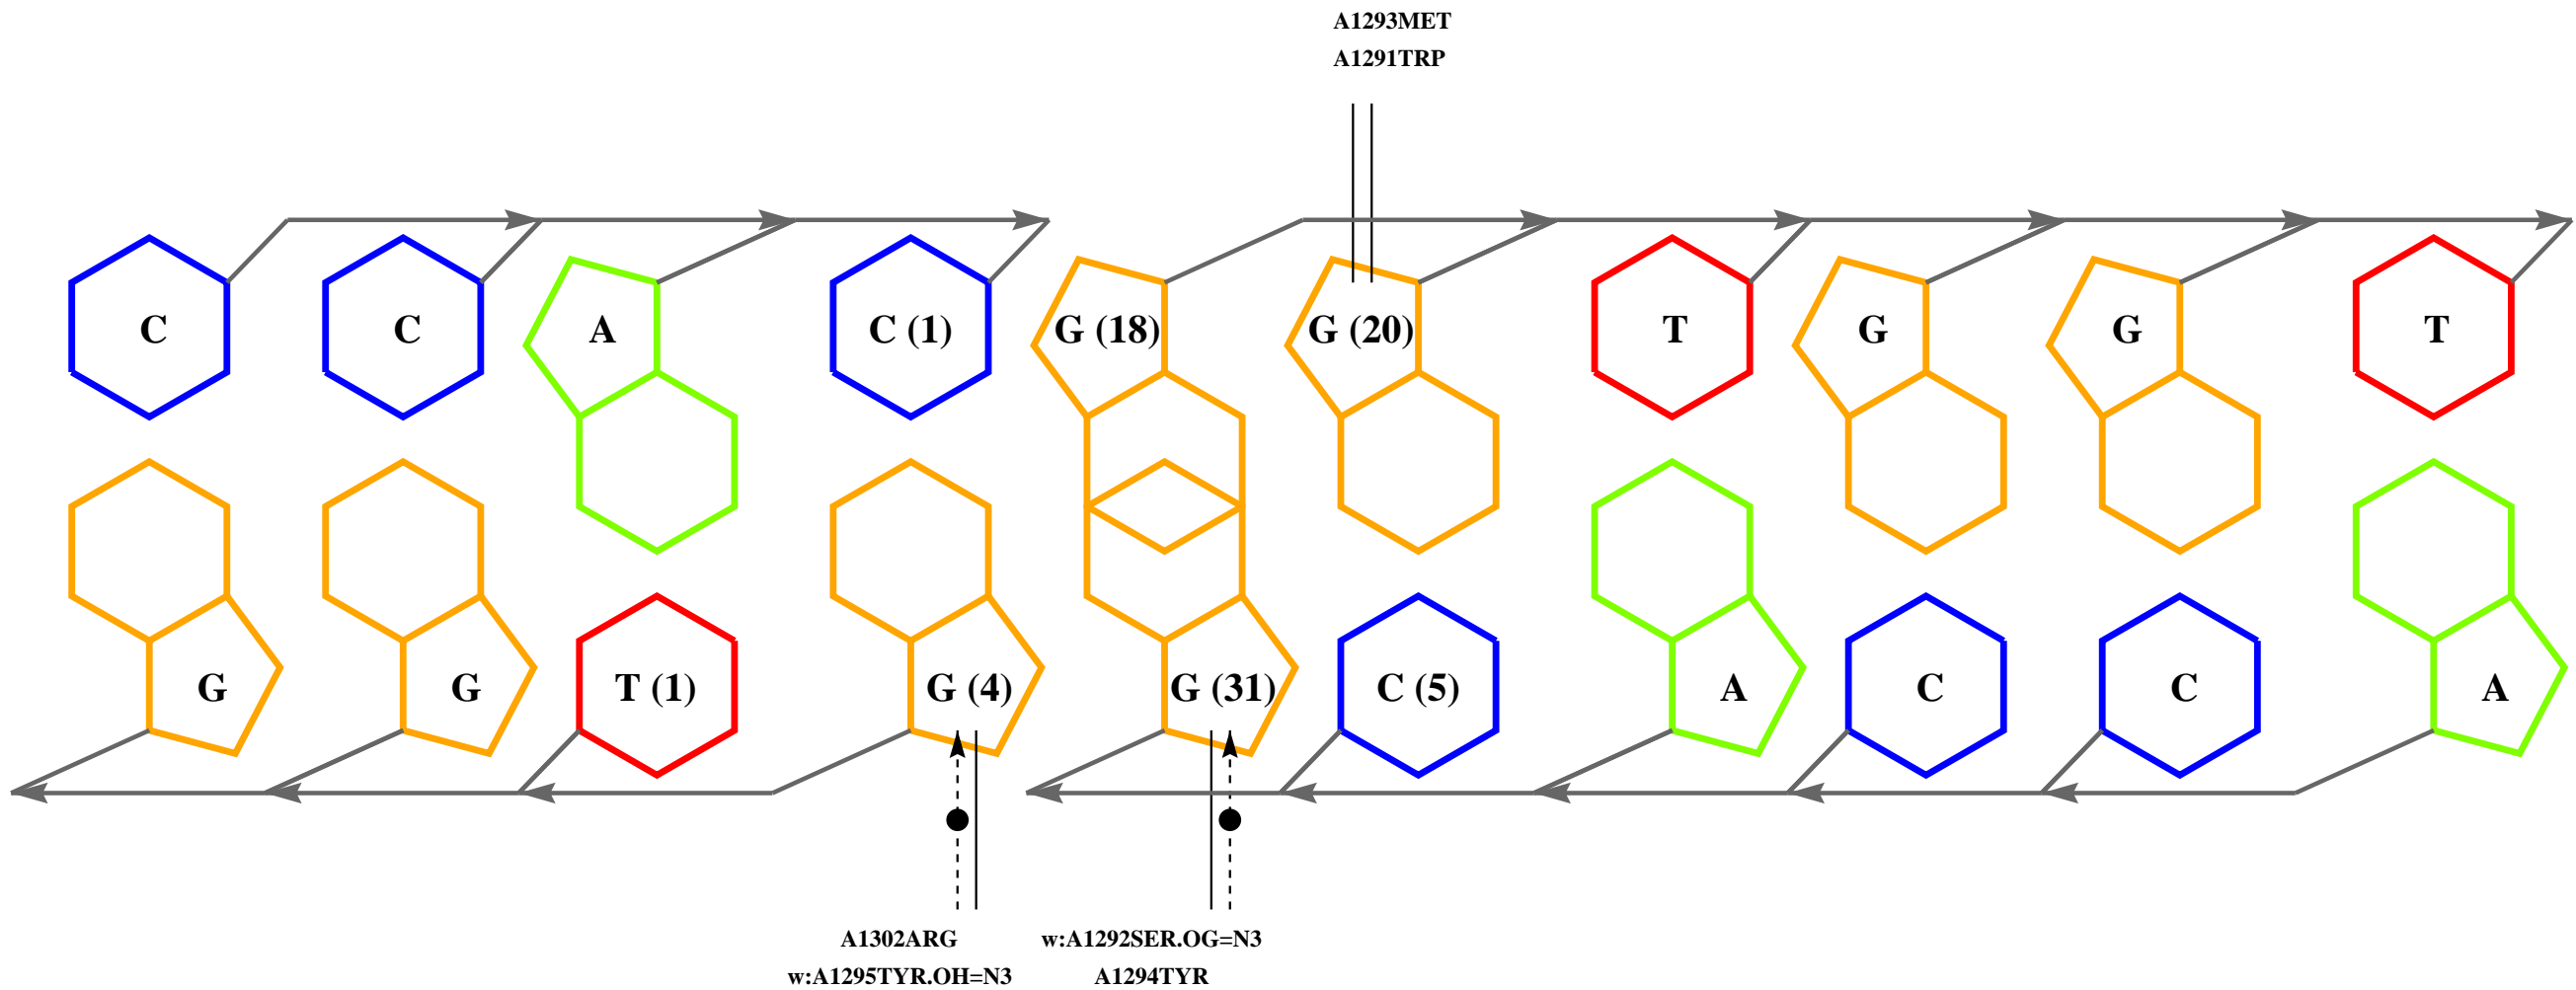 A1293MET
A1291TRP
C C A C (1) G (18) G (20) T G G T
G G T (1) G (4) G (31) C (5) A C C A
A1302ARG w:A1292SER.OG=N3
w:A1295TYR.OH=N3 A1294TYR